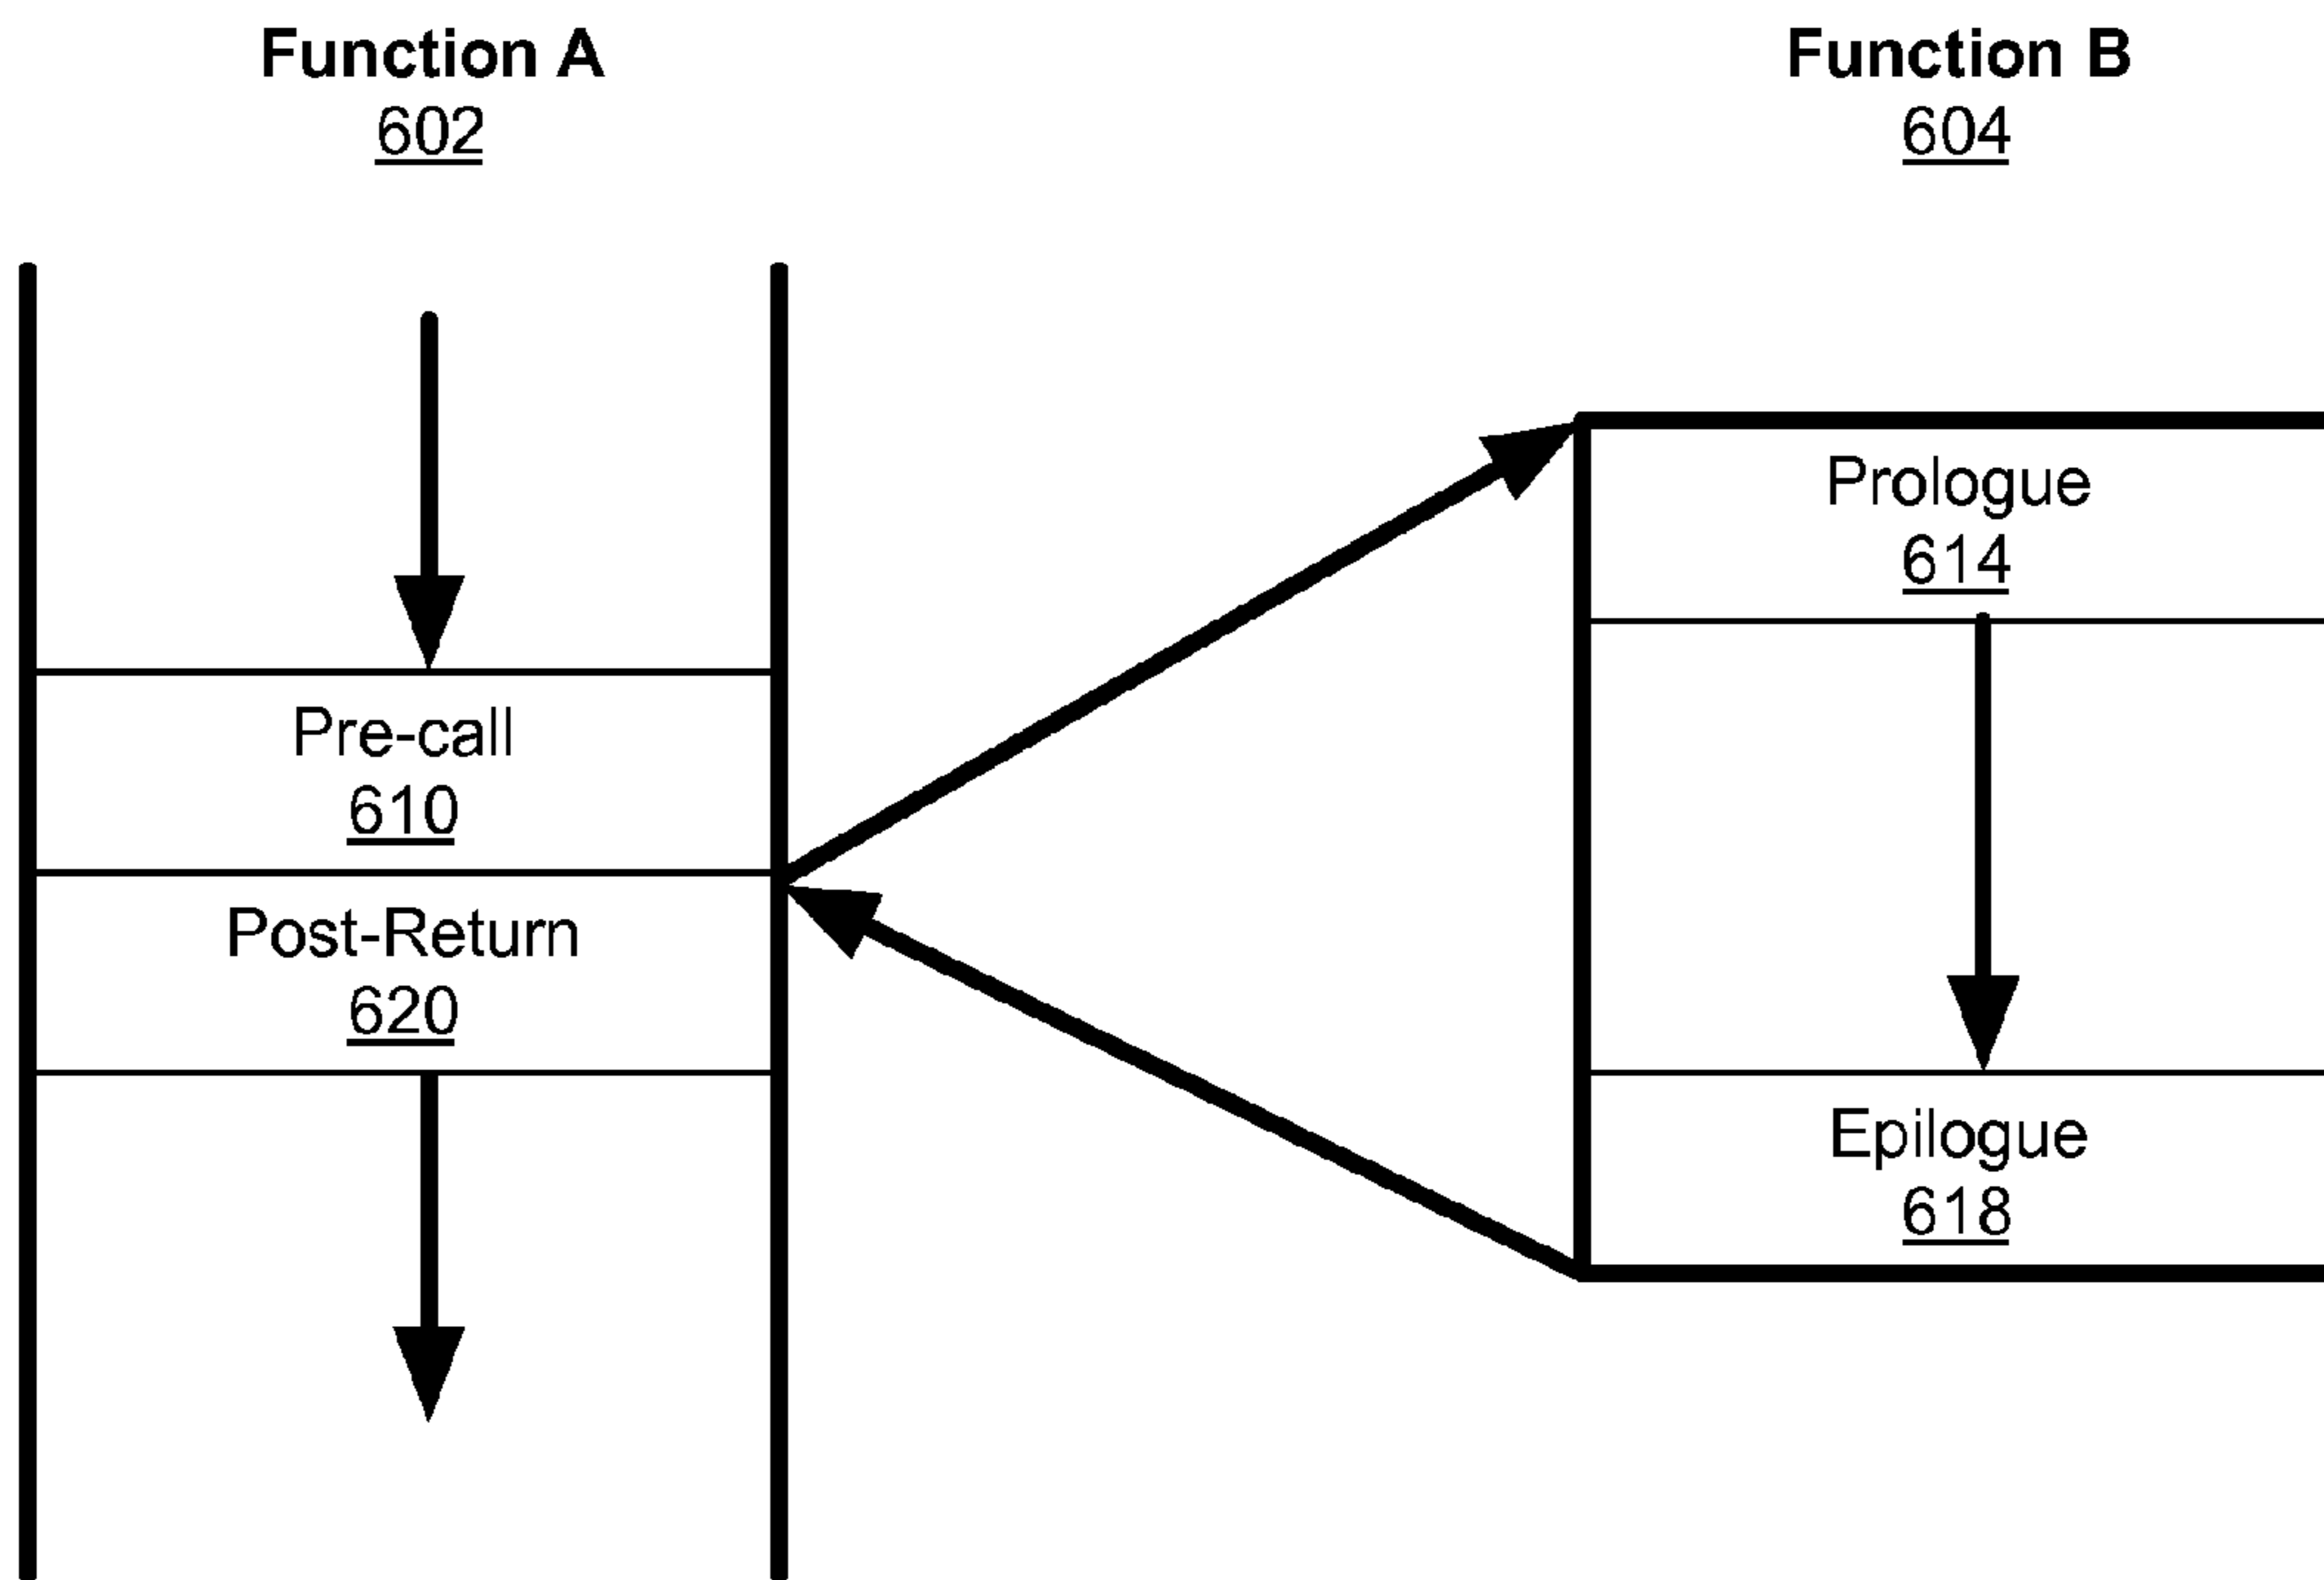 Function A
602
Function B
604
Pre-call
610
Post-Return
620
Prologue
614
Epilogue
618